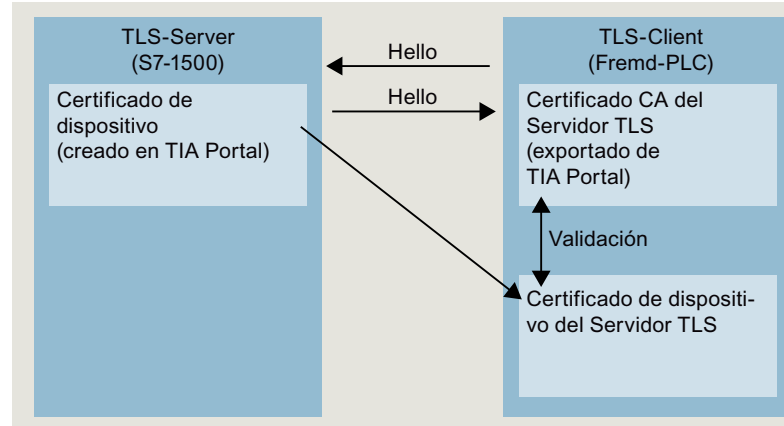 TLS-Server
(S7-1500)
Certificado de
dispositivo
(creado en TIA Portal)
Hello
Hello
TLS-Client
(Fremd-PLC)
Certificado CA del
Servidor TLS
(exportado de
TIA Portal)
Validación
Certificado de dispositi-
vo del Servidor TLS